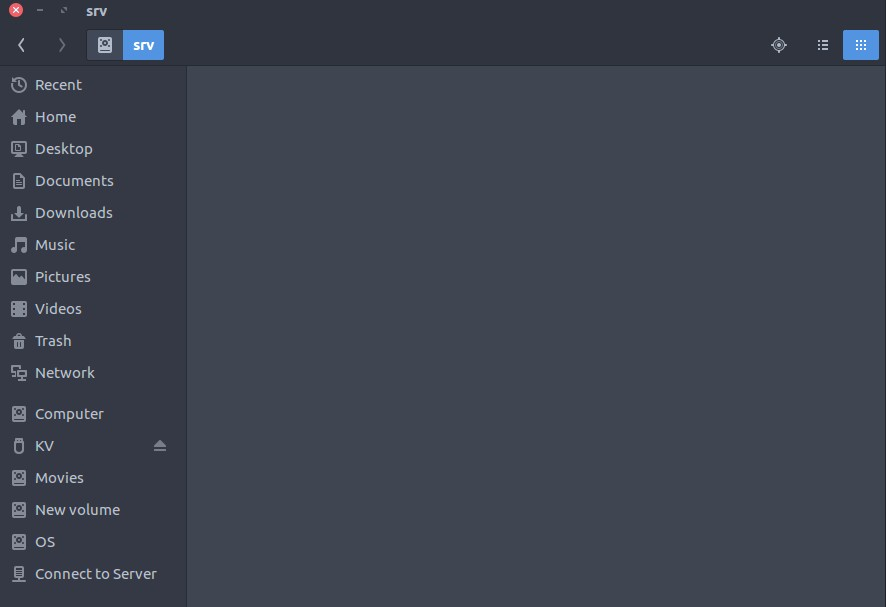 srv
srv
Recent
Home
Desktop
Documents
Downloads
Music
Pictures
Videos
Trash
Network
Computer
KV
Movies
New volume
OS
Connect to Server